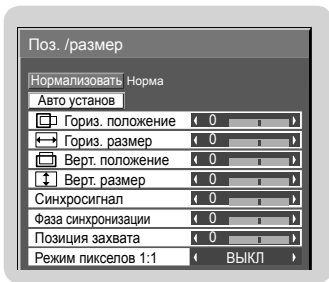 Поз. /размер
Нормализовать Норма
Авто установ
Гориз. положение 0
Гориз. размер 0
Верт. положение 0
Верт. размер 0
Синхросигнал 0
Фаза синхронизации 0
Позиция захвата 0
Режим пикселов 1:1 ВЫКЛ